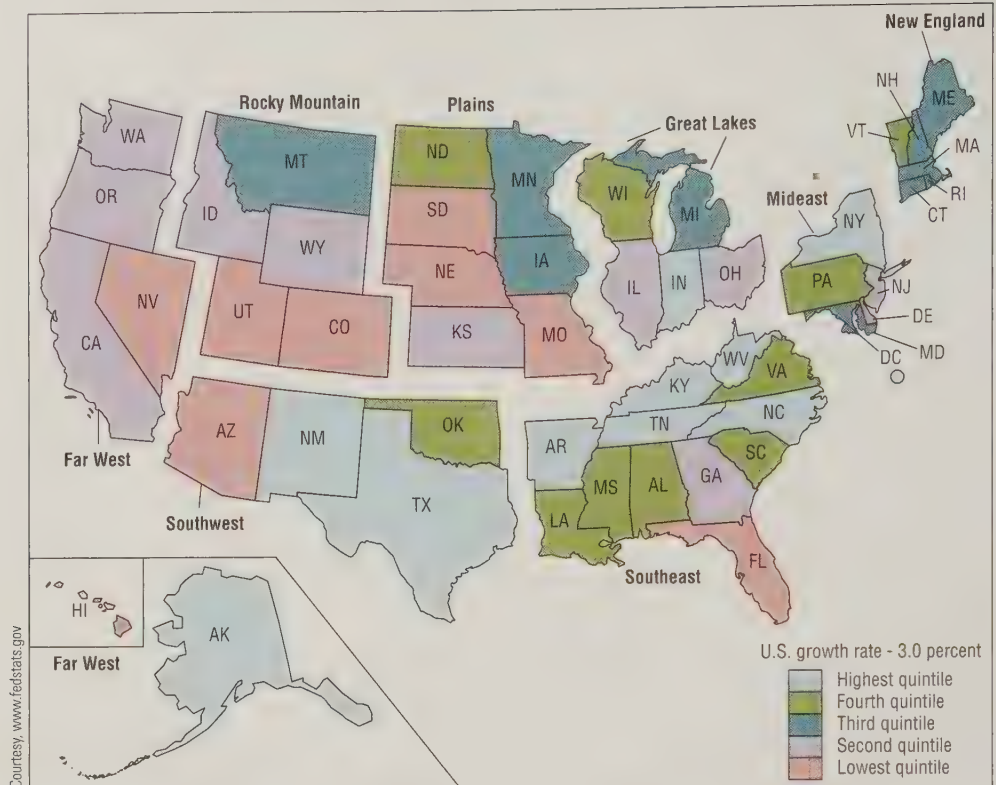 New England
NH
ME
VT
MA
RI
CT
Rocky Mountain
Plains
Great Lakes
Mideast
WA
MT
ND
MN
OR
ID
SD
WI
MI
NY
WY
IA
PA
NJ
NV
UT
CO
NE
IL
IN
OH
DE
MD
DC
CA
KS
MO
WV
VA
KY
AZ
NM
OK
TN
NC
AR
SC
Far West
TX
MS
AL
GA
LA
Southwest
Southeast
FL
HI
AK
Far West
U.S. growth rate - 3.0 percent
Highest quintile
Fourth quintile
Third quintile
Second quintile
Lowest quintile
Courtesy, www.fedstats.gov